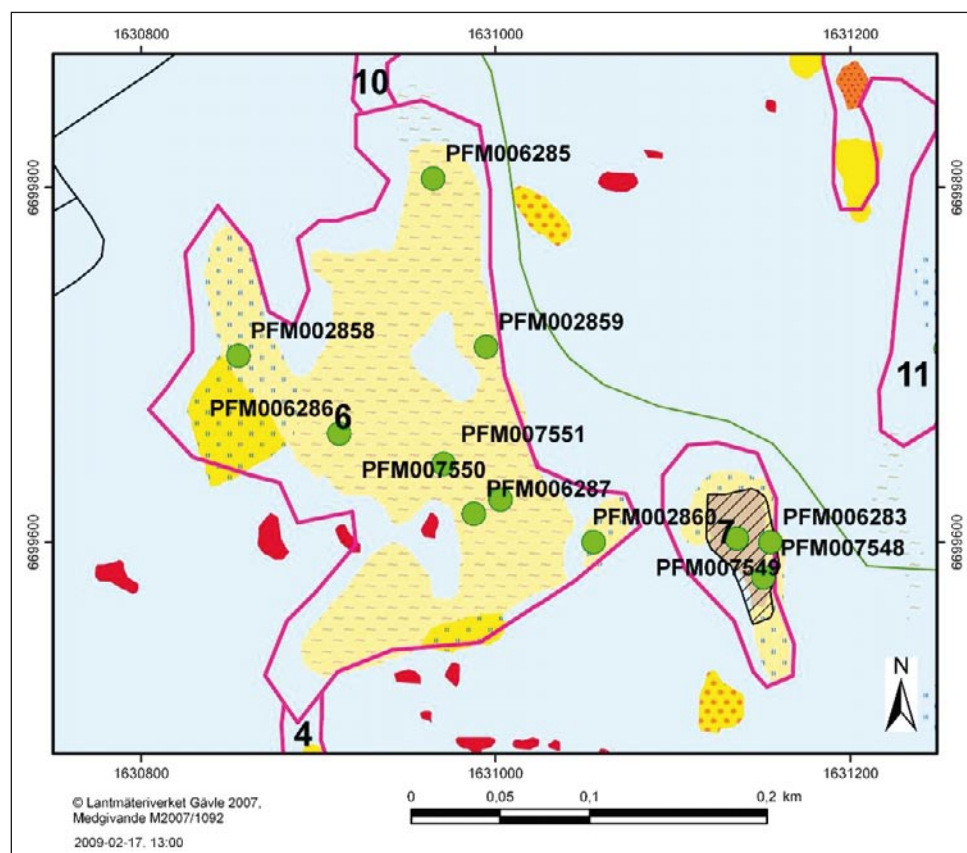 1630800 1631000 1631200
10
PFM006285
6699800 6699800
PFM002859
PFM002858
11
PFM006286 6
PFM007551
PFM007550
PFM006287
PFM002860 PFM006283
7
6699600 6699600
PFM007548
PFM007549
N
4
1630800 1631000 1631200
© Lantmäteriverket Gävle 2007,
Medgivande M2007/1092
2009-02-17. 13:00
0 0,05 0,1 0,2 km